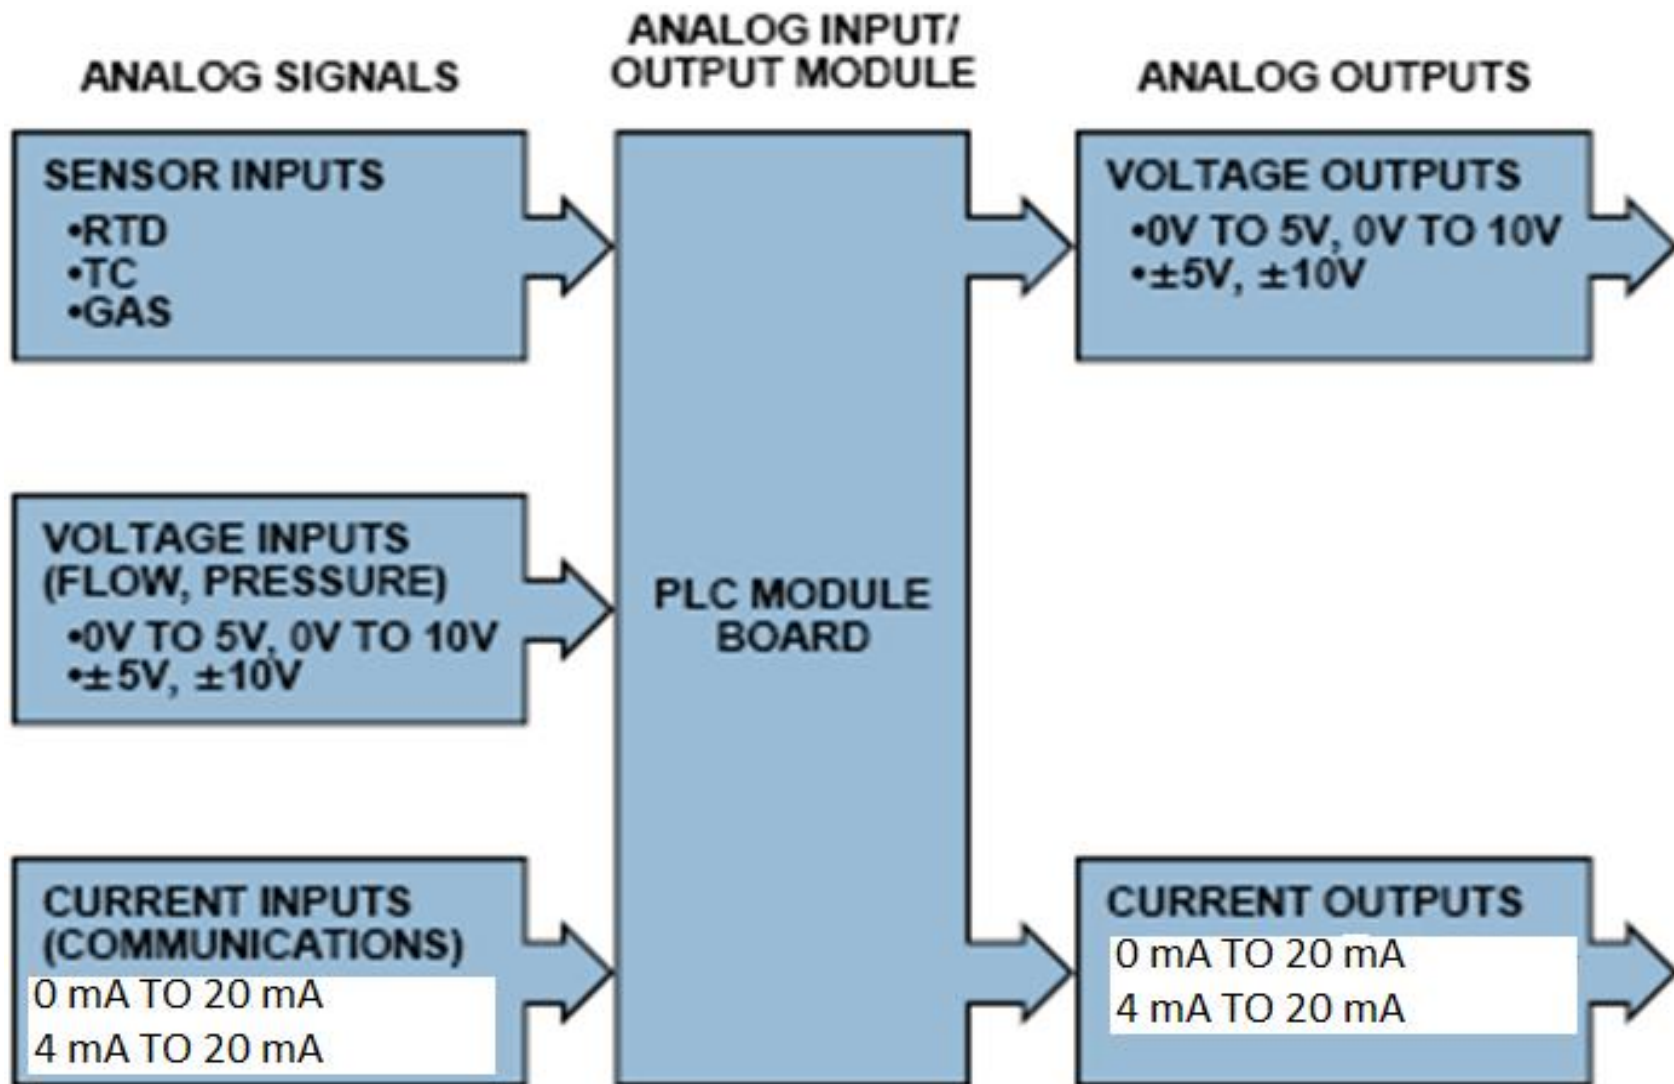 ANALOG SIGNALS
ANALOG INPUT/
OUTPUT MODULE
ANALOG OUTPUTS
SENSOR INPUTS
•RTD
•TC
•GAS
VOLTAGE INPUTS
(FLOW, PRESSURE)
•0V TO 5V, 0V TO 10V
•±5V, ±10V
CURRENT INPUTS
(COMMUNICATIONS)
0 mA TO 20 mA
4 mA TO 20 mA
PLC MODULE
BOARD
VOLTAGE OUTPUTS
•0V TO 5V, 0V TO 10V
•±5V, ±10V
CURRENT OUTPUTS
0 mA TO 20 mA
4 mA TO 20 mA